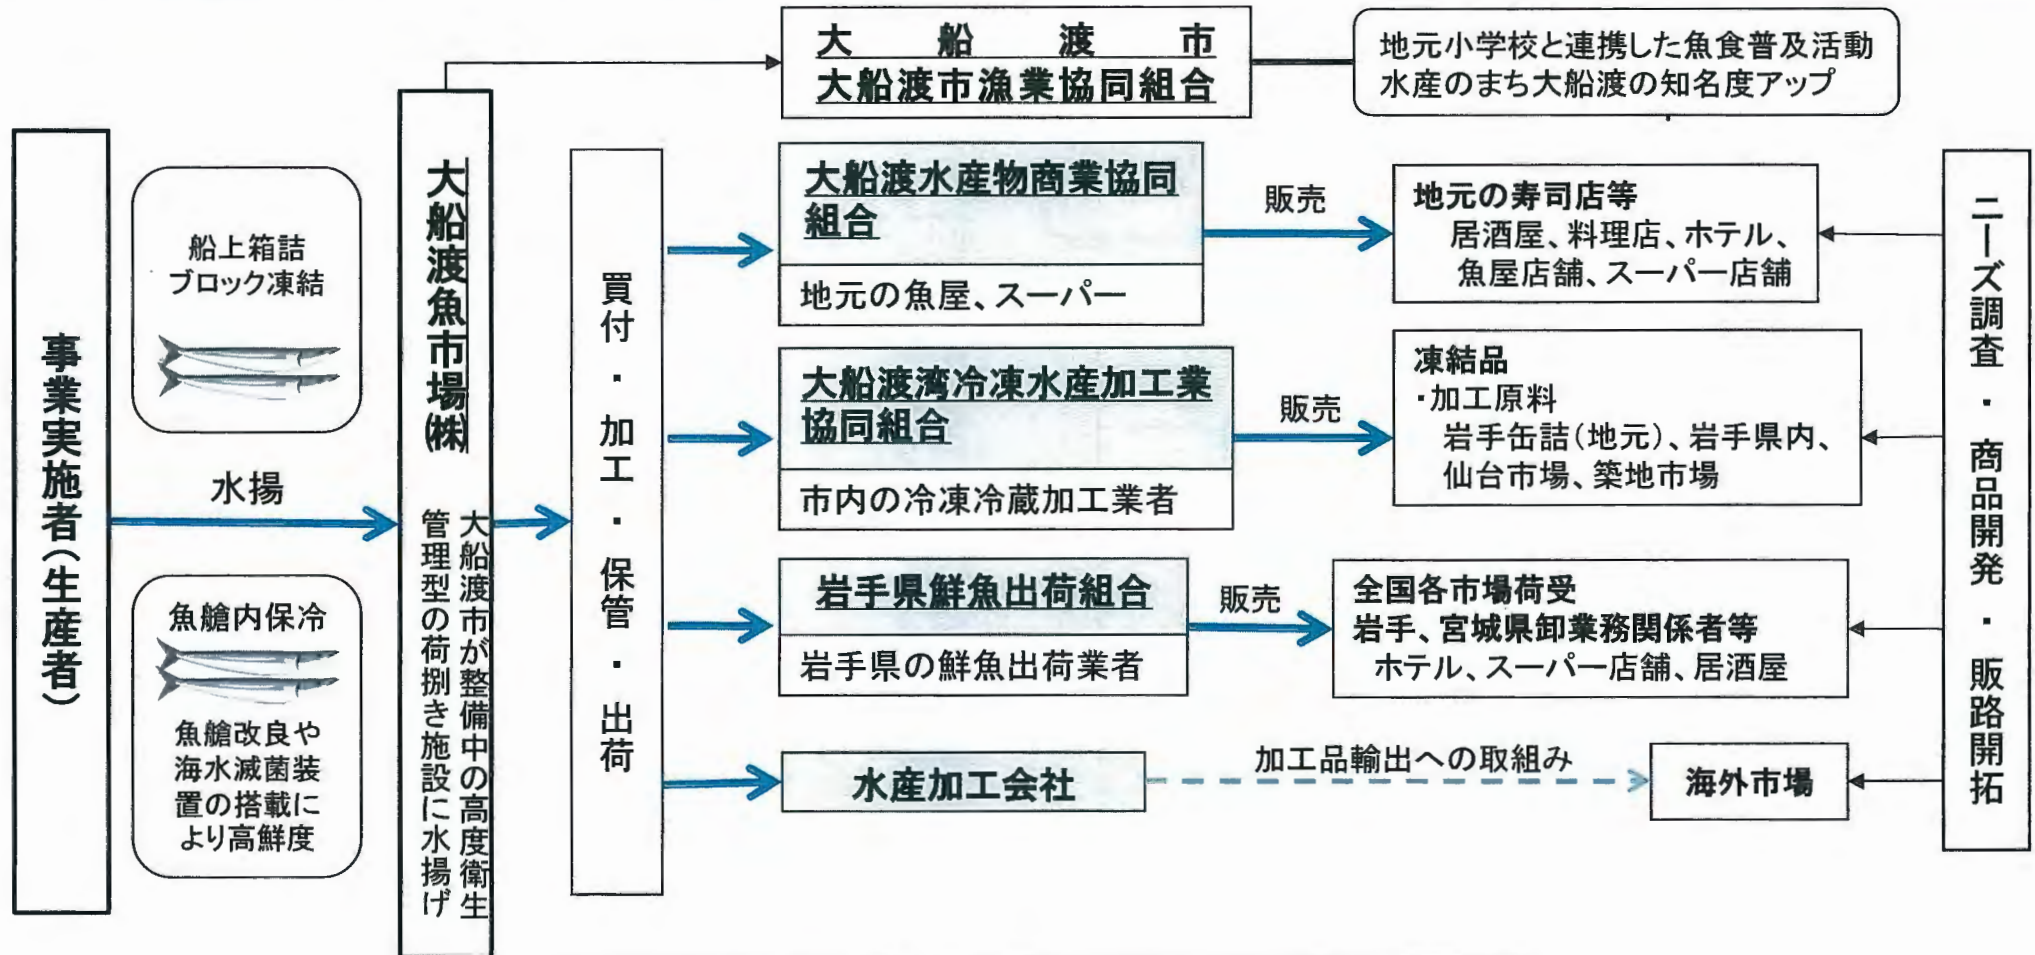 大船渡市
大船渡市漁業協同組合
地元小学校と連携した魚食普及活動
水産のまち大船渡の知名度アップ
事業実施者(生産者)
船上箱詰
ブロック凍結
水揚
魚艙内保冷
魚艙改良や
海水滅菌装
置の搭載に
より高鮮度
大船渡魚市場㈱
大船渡市が整備中の高度衛生
管理型の荷捌き施設に水揚げ
買付・加工・保管・出荷
大船渡水産物商業協同
組合
地元の魚屋、スーパー
販売
地元の寿司店等
居酒屋、料理店、ホテル、
魚屋店舗、スーパー店舗
大船渡湾冷凍水産加工業
協同組合
市内の冷凍冷蔵加工業者
販売
凍結品
・加工原料
岩手缶詰(地元)、岩手県内、
仙台市場、築地市場
岩手県鮮魚出荷組合
岩手県の鮮魚出荷業者
販売
全国各市場荷受
岩手、宮城県卸業務関係者等
ホテル、スーパー店舗、居酒屋
水産加工会社
加工品輸出への取組み
海外市場
ニーズ調査・商品開発・販路開拓